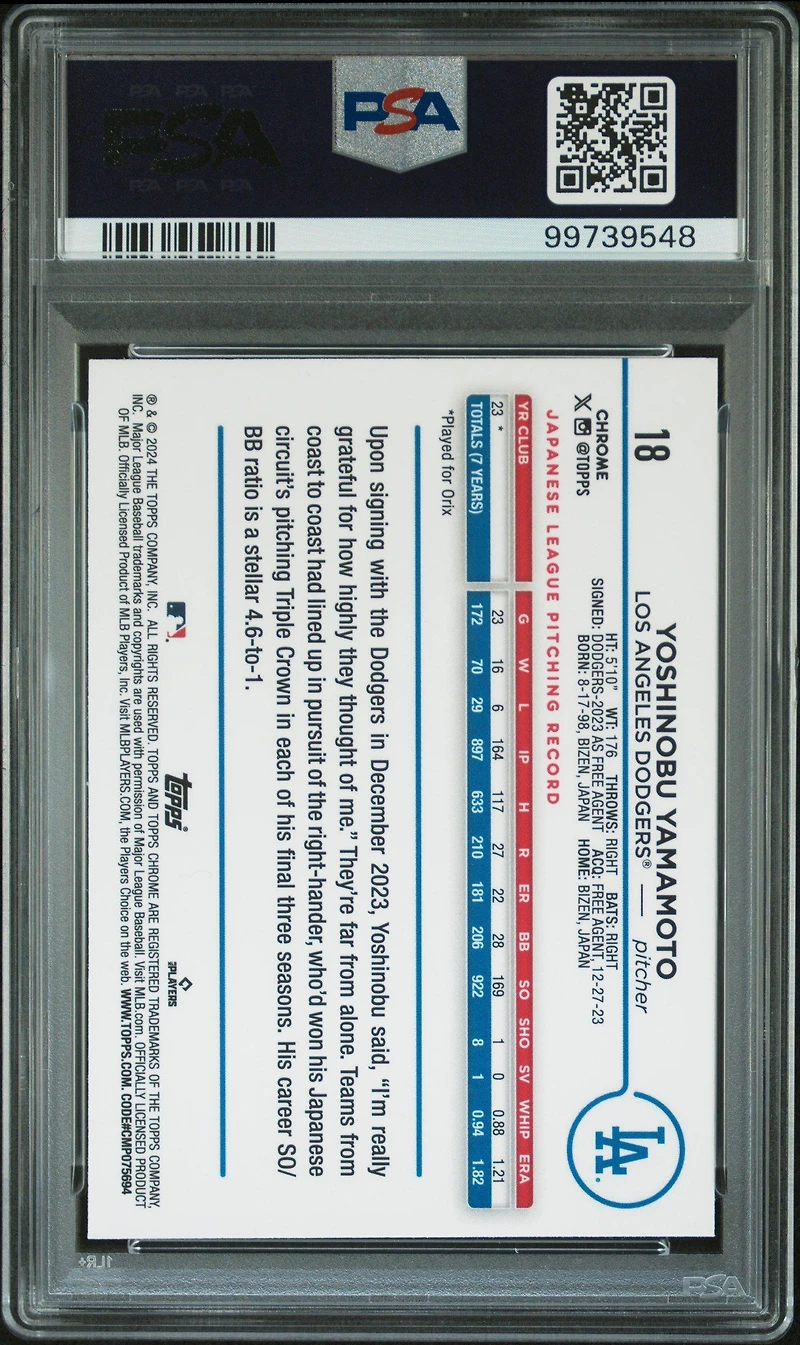 PSA PSA PSA
PSA
PSA PSA PSA
PSA
99739548
18
YOSHINOBU YAMAMOTO
LOS ANGELES DODGERS® — pitcher
HT: 5'10" WT: 176 THROWS: RIGHT BATS: RIGHT
SIGNED: DODGERS-2023 AS FREE AGENT ACQ: FREE AGENT, 12-27-23
BORN: 8-17-98, BIZEN, JAPAN HOME: BIZEN, JAPAN
LA
CHROME
X @TOPPS
JAPANESE LEAGUE PITCHING RECORD
YR CLUB G W L IP H R ER BB SO SHO SV WHIP ERA
23 * 23 16 6 164 117 27 22 28 169 1 0 0.88 1.21
TOTALS (7 YEARS) 172 70 29 897 633 210 181 206 922 8 1 0.94 1.82
*Played for Orix
Upon signing with the Dodgers in December 2023, Yoshinobu said, “I’m really
grateful for how highly they thought of me.” They’re far from alone. Teams from
coast to coast had lined up in pursuit of the right-hander, who’d won his Japanese
circuit’s pitching Triple Crown in each of his final three seasons. His career SO/
BB ratio is a stellar 4.6-to-1.
topps
PLAYERS
® & © 2024 THE TOPPS COMPANY, INC. ALL RIGHTS RESERVED. TOPPS AND TOPPS CHROME ARE REGISTERED TRADEMARKS OF THE TOPPS COMPANY,
INC. Major League Baseball trademarks and copyrights are used with permission of Major League Baseball. Visit MLB.com. OFFICIALLY LICENSED PRODUCT
OF MLB. Officially Licensed Product of MLB Players, Inc. Visit MLBPLAYERS.COM, the Players Choice on the web. WWW.TOPPS.COM. CODE#CMP075694
1LR+
PSA